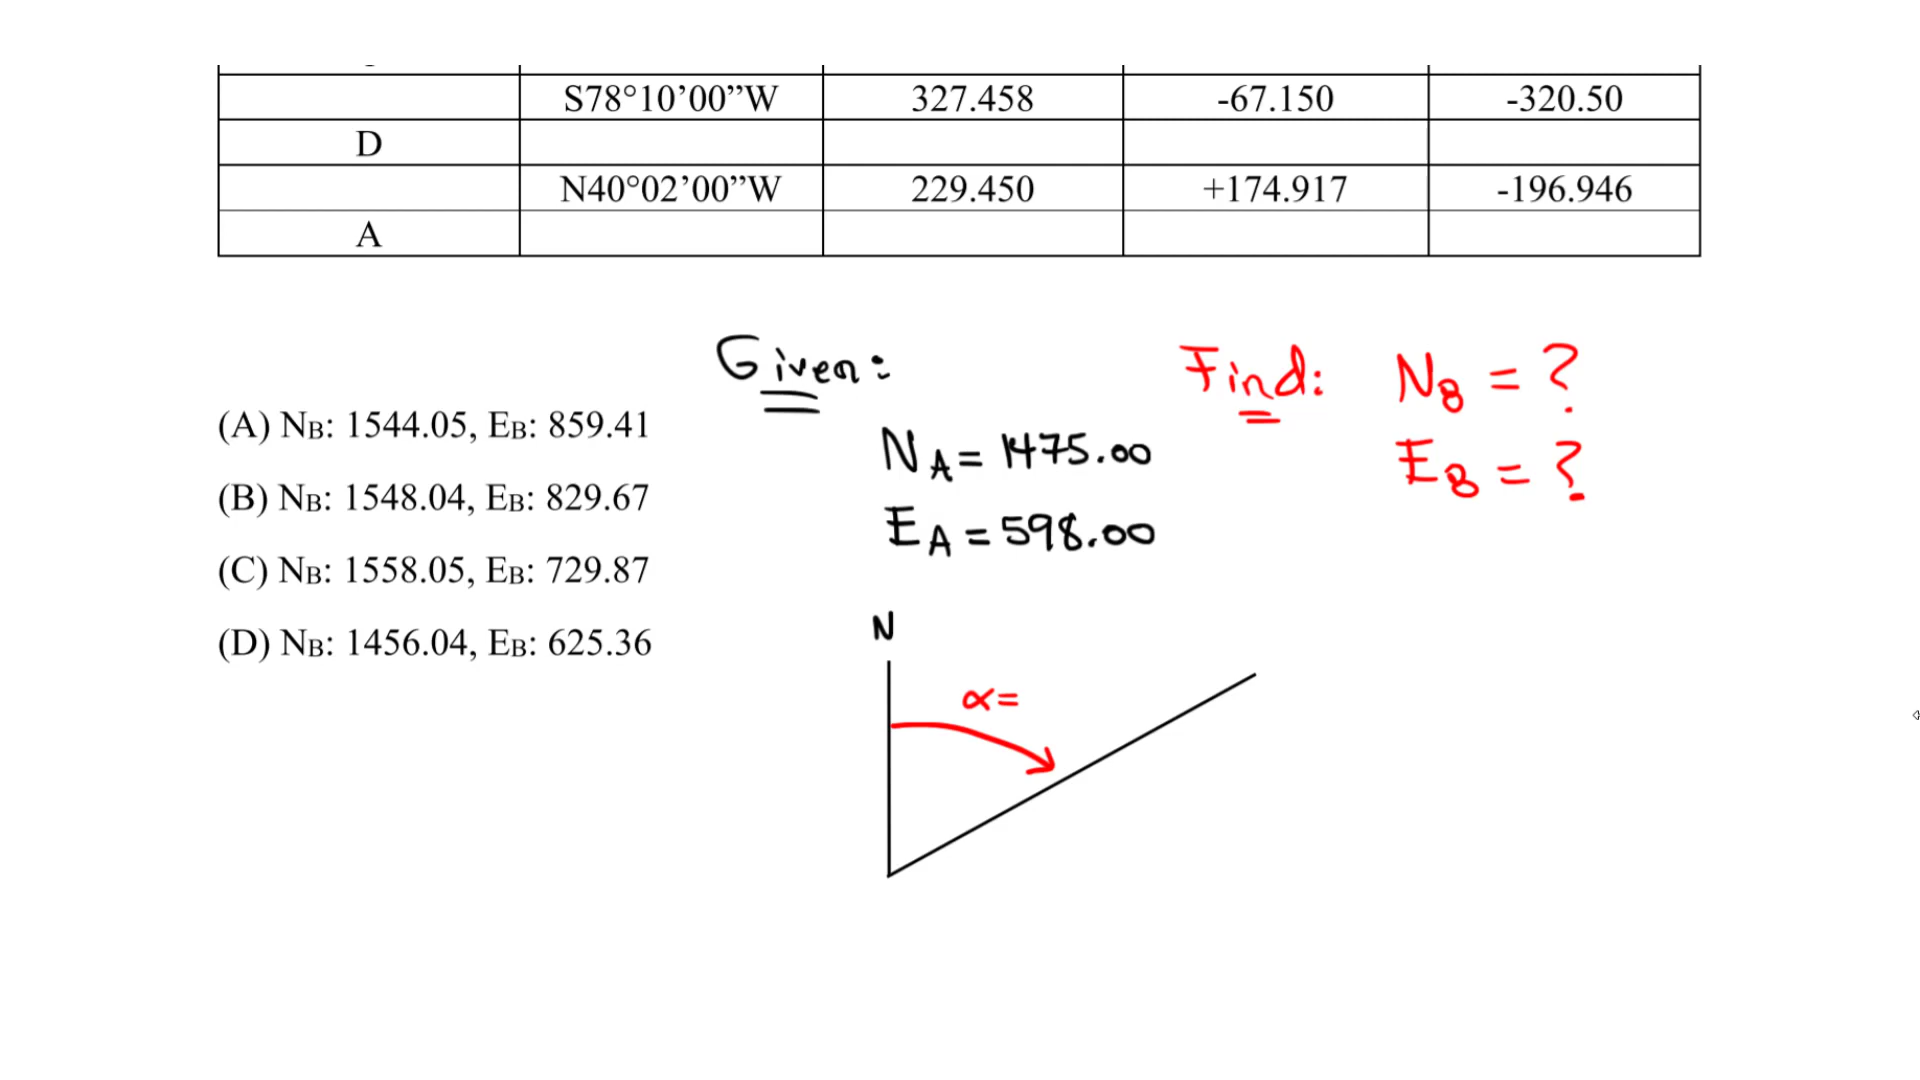 S78°10’00”W 327.458 -67.150 -320.50
D
N40°02’00”W 229.450 +174.917 -196.946
A
Given: Find: NB = ?
(A) NB: 1544.05, EB: 859.41
NA = 1475.00
EB = ?
(B) NB: 1548.04, EB: 829.67
EA = 598.00
(C) NB: 1558.05, EB: 729.87
(D) NB: 1456.04, EB: 625.36
N
α=